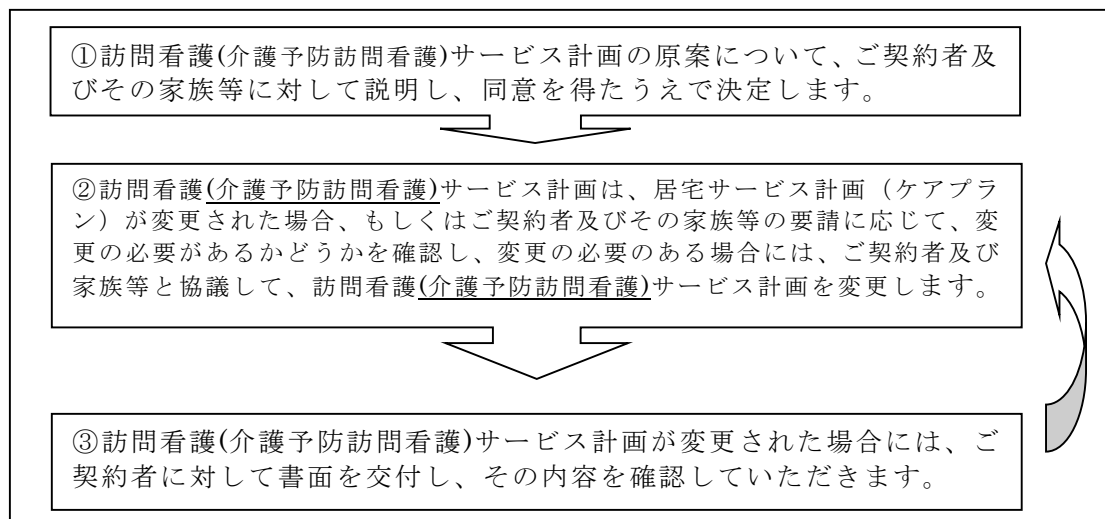 ①訪問看護(介護予防訪問看護)サービス計画の原案について、ご契約者及
びその家族等に対して説明し、同意を得たうえで決定します。
②訪問看護(介護予防訪問看護)サービス計画は、居宅サービス計画（ケアプラ
ン）が変更された場合、もしくはご契約者及びその家族等の要請に応じて、変
更の必要があるかどうかを確認し、変更の必要のある場合には、ご契約者及び
家族等と協議して、訪問看護(介護予防訪問看護)サービス計画を変更します。
③訪問看護(介護予防訪問看護)サービス計画が変更された場合には、ご
契約者に対して書面を交付し、その内容を確認していただきます。